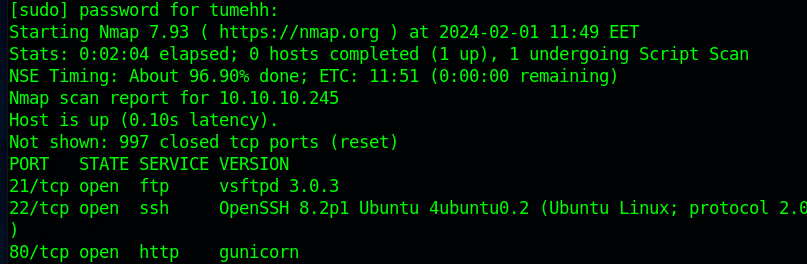 [sudo] password for tumehh:
Starting Nmap 7.93 ( https://nmap.org ) at 2024-02-01 11:49 EET
Stats: 0:02:04 elapsed; 0 hosts completed (1 up), 1 undergoing Script Scan
NSE Timing: About 96.90% done; ETC: 11:51 (0:00:00 remaining)
Nmap scan report for 10.10.10.245
Host is up (0.10s latency).
Not shown: 997 closed tcp ports (reset)
PORT   STATE SERVICE VERSION
21/tcp open  ftp     vsftpd 3.0.3
22/tcp open  ssh     OpenSSH 8.2p1 Ubuntu 4ubuntu0.2 (Ubuntu Linux; protocol 2.0
)
80/tcp open  http    gunicorn